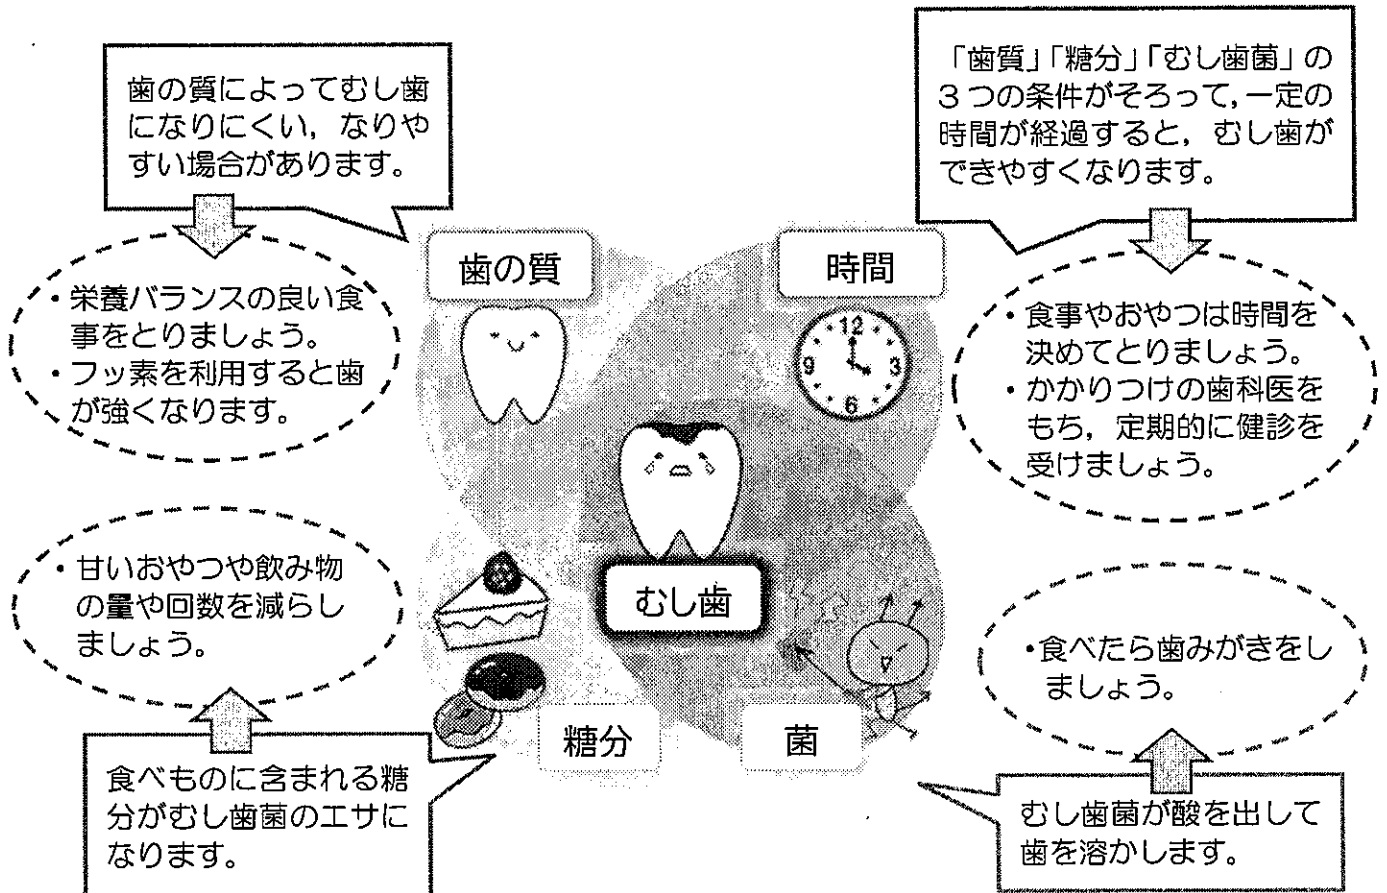 歯の質によってむし歯
になりにくい，なりや
すい場合があります。
「歯質」「糖分」「むし歯菌」の
3つの条件がそろって，一定の
時間が経過すると，むし歯が
できやすくなります。
歯の質
時間
・栄養バランスの良い食
事をとりましょう。
・フッ素を利用すると歯
が強くなります。
12
3
6
9
・食事やおやつは時間を
決めてとりましょう。
・かかりつけの歯科医を
もち，定期的に健診を
受けましょう。
むし歯
・甘いおやつや飲み物
の量や回数を減らし
ましょう。
・食べたら歯みがきをし
ましょう。
糖分
菌
食べものに含まれる糖
分がむし歯菌のエサに
なります。
むし歯菌が酸を出して
歯を溶かします。